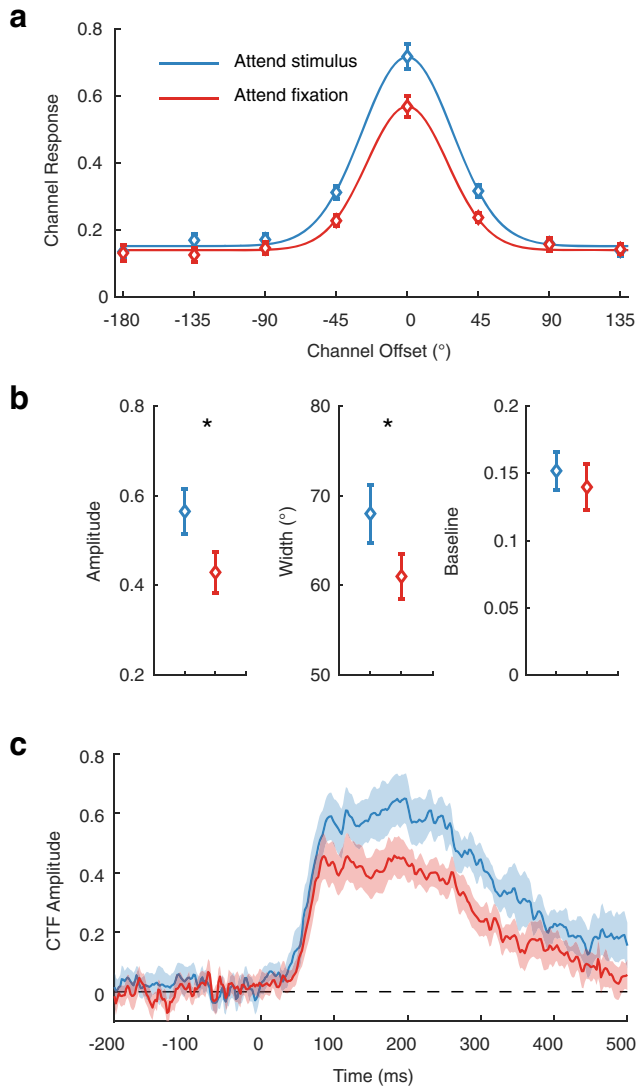 a
Attend stimulus
Attend fixation
Channel Response
0.8
0.6
0.4
0.2
0
-180 -135 -90 -45 0 45 90 135
Channel Offset (°)
b
Amplitude
0.8
0.6
0.4
0.2
*
Width (°)
80
70
60
50
*
Baseline
0.2
0.15
0.1
0.05
0
c
CTF Amplitude
0.8
0.6
0.4
0.2
0
-200 -100 0 100 200 300 400 500
Time (ms)